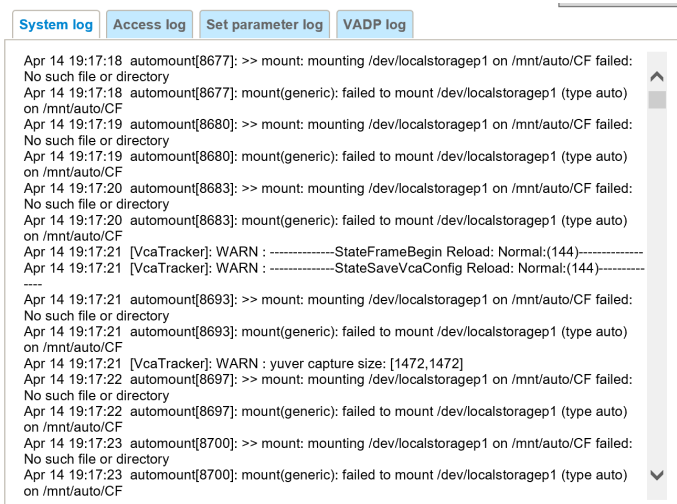 System log
Access log
Set parameter log
VADP log
Apr 14 19:17:18  automount[8677]: >> mount: mounting /dev/localstoragep1 on /mnt/auto/CF failed:
No such file or directory
Apr 14 19:17:18  automount[8677]: mount(generic): failed to mount /dev/localstoragep1 (type auto)
on /mnt/auto/CF
Apr 14 19:17:19  automount[8680]: >> mount: mounting /dev/localstoragep1 on /mnt/auto/CF failed:
No such file or directory
Apr 14 19:17:19  automount[8680]: mount(generic): failed to mount /dev/localstoragep1 (type auto)
on /mnt/auto/CF
Apr 14 19:17:20  automount[8683]: >> mount: mounting /dev/localstoragep1 on /mnt/auto/CF failed:
No such file or directory
Apr 14 19:17:20  automount[8683]: mount(generic): failed to mount /dev/localstoragep1 (type auto)
on /mnt/auto/CF
Apr 14 19:17:21  [VcaTracker]: WARN : --------------StateFrameBegin Reload: Normal:(144)--------------
Apr 14 19:17:21  [VcaTracker]: WARN : --------------StateSaveVcaConfig Reload: Normal:(144)----------
----
Apr 14 19:17:21  automount[8693]: >> mount: mounting /dev/localstoragep1 on /mnt/auto/CF failed:
No such file or directory
Apr 14 19:17:21  automount[8693]: mount(generic): failed to mount /dev/localstoragep1 (type auto)
on /mnt/auto/CF
Apr 14 19:17:21  [VcaTracker]: WARN : yuver capture size: [1472,1472]
Apr 14 19:17:22  automount[8697]: >> mount: mounting /dev/localstoragep1 on /mnt/auto/CF failed:
No such file or directory
Apr 14 19:17:22  automount[8697]: mount(generic): failed to mount /dev/localstoragep1 (type auto)
on /mnt/auto/CF
Apr 14 19:17:23  automount[8700]: >> mount: mounting /dev/localstoragep1 on /mnt/auto/CF failed:
No such file or directory
Apr 14 19:17:23  automount[8700]: mount(generic): failed to mount /dev/localstoragep1 (type auto)
on /mnt/auto/CF